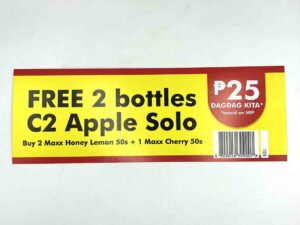 FREE 2 bottles
C2 Apple Solo
Buy 2 Maxx Honey Lemon 50s + 1 Maxx Cherry 50s
₱25
DAGDAG KITA*
*based on SRP